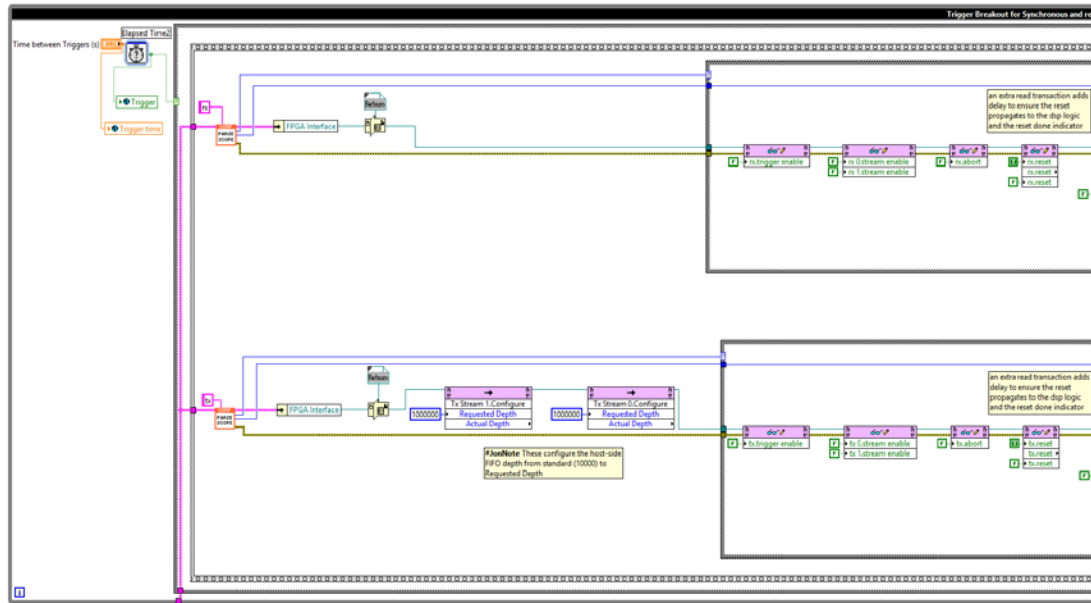 Trigger Breakout for Synchronous and re
Elapsed Time2
Time between Triggers (s)
Trigger
Trigger time
rx
PARSE
SCOPE
FPGA Interface
Refnum
an extra read transaction adds
delay to ensure the reset
propagates to the dsp logic
and the reset done indicator
F
rx.trigger enable
F
rx 0.stream enable
F
rx 1.stream enable
F
rx.abort
rx.reset
rx.reset
F
rx.reset
F
tx
PARSE
SCOPE
FPGA Interface
Refnum
Tx Stream 1.Configure
1000000
Requested Depth
Actual Depth
Tx Stream 0.Configure
1000000
Requested Depth
Actual Depth
#JonNote These configure the host-side
FIFO depth from standard (10000) to
Requested Depth
an extra read transaction adds
delay to ensure the reset
propagates to the dsp logic
and the reset done indicator
F
tx.trigger enable
F
tx 0.stream enable
F
tx 1.stream enable
F
tx.abort
tx.reset
tx.reset
F
tx.reset
F
i